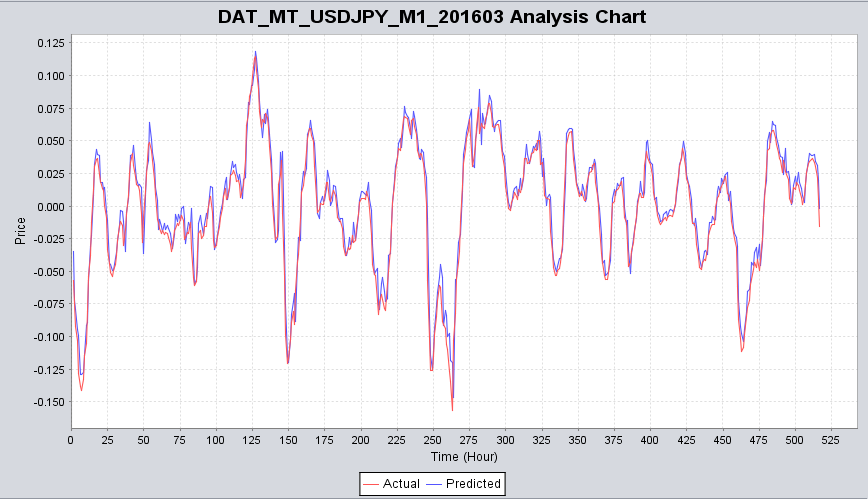 DAT_MT_USDJPY_M1_201603 Analysis Chart
0.125
0.100
0.075
0.050
0.025
0.000
-0.025
-0.050
-0.075
-0.100
-0.125
-0.150
Price
0 25 50 75 100 125 150 175 200 225 250 275 300 325 350 375 400 425 450 475 500 525
Time (Hour)
Actual Predicted